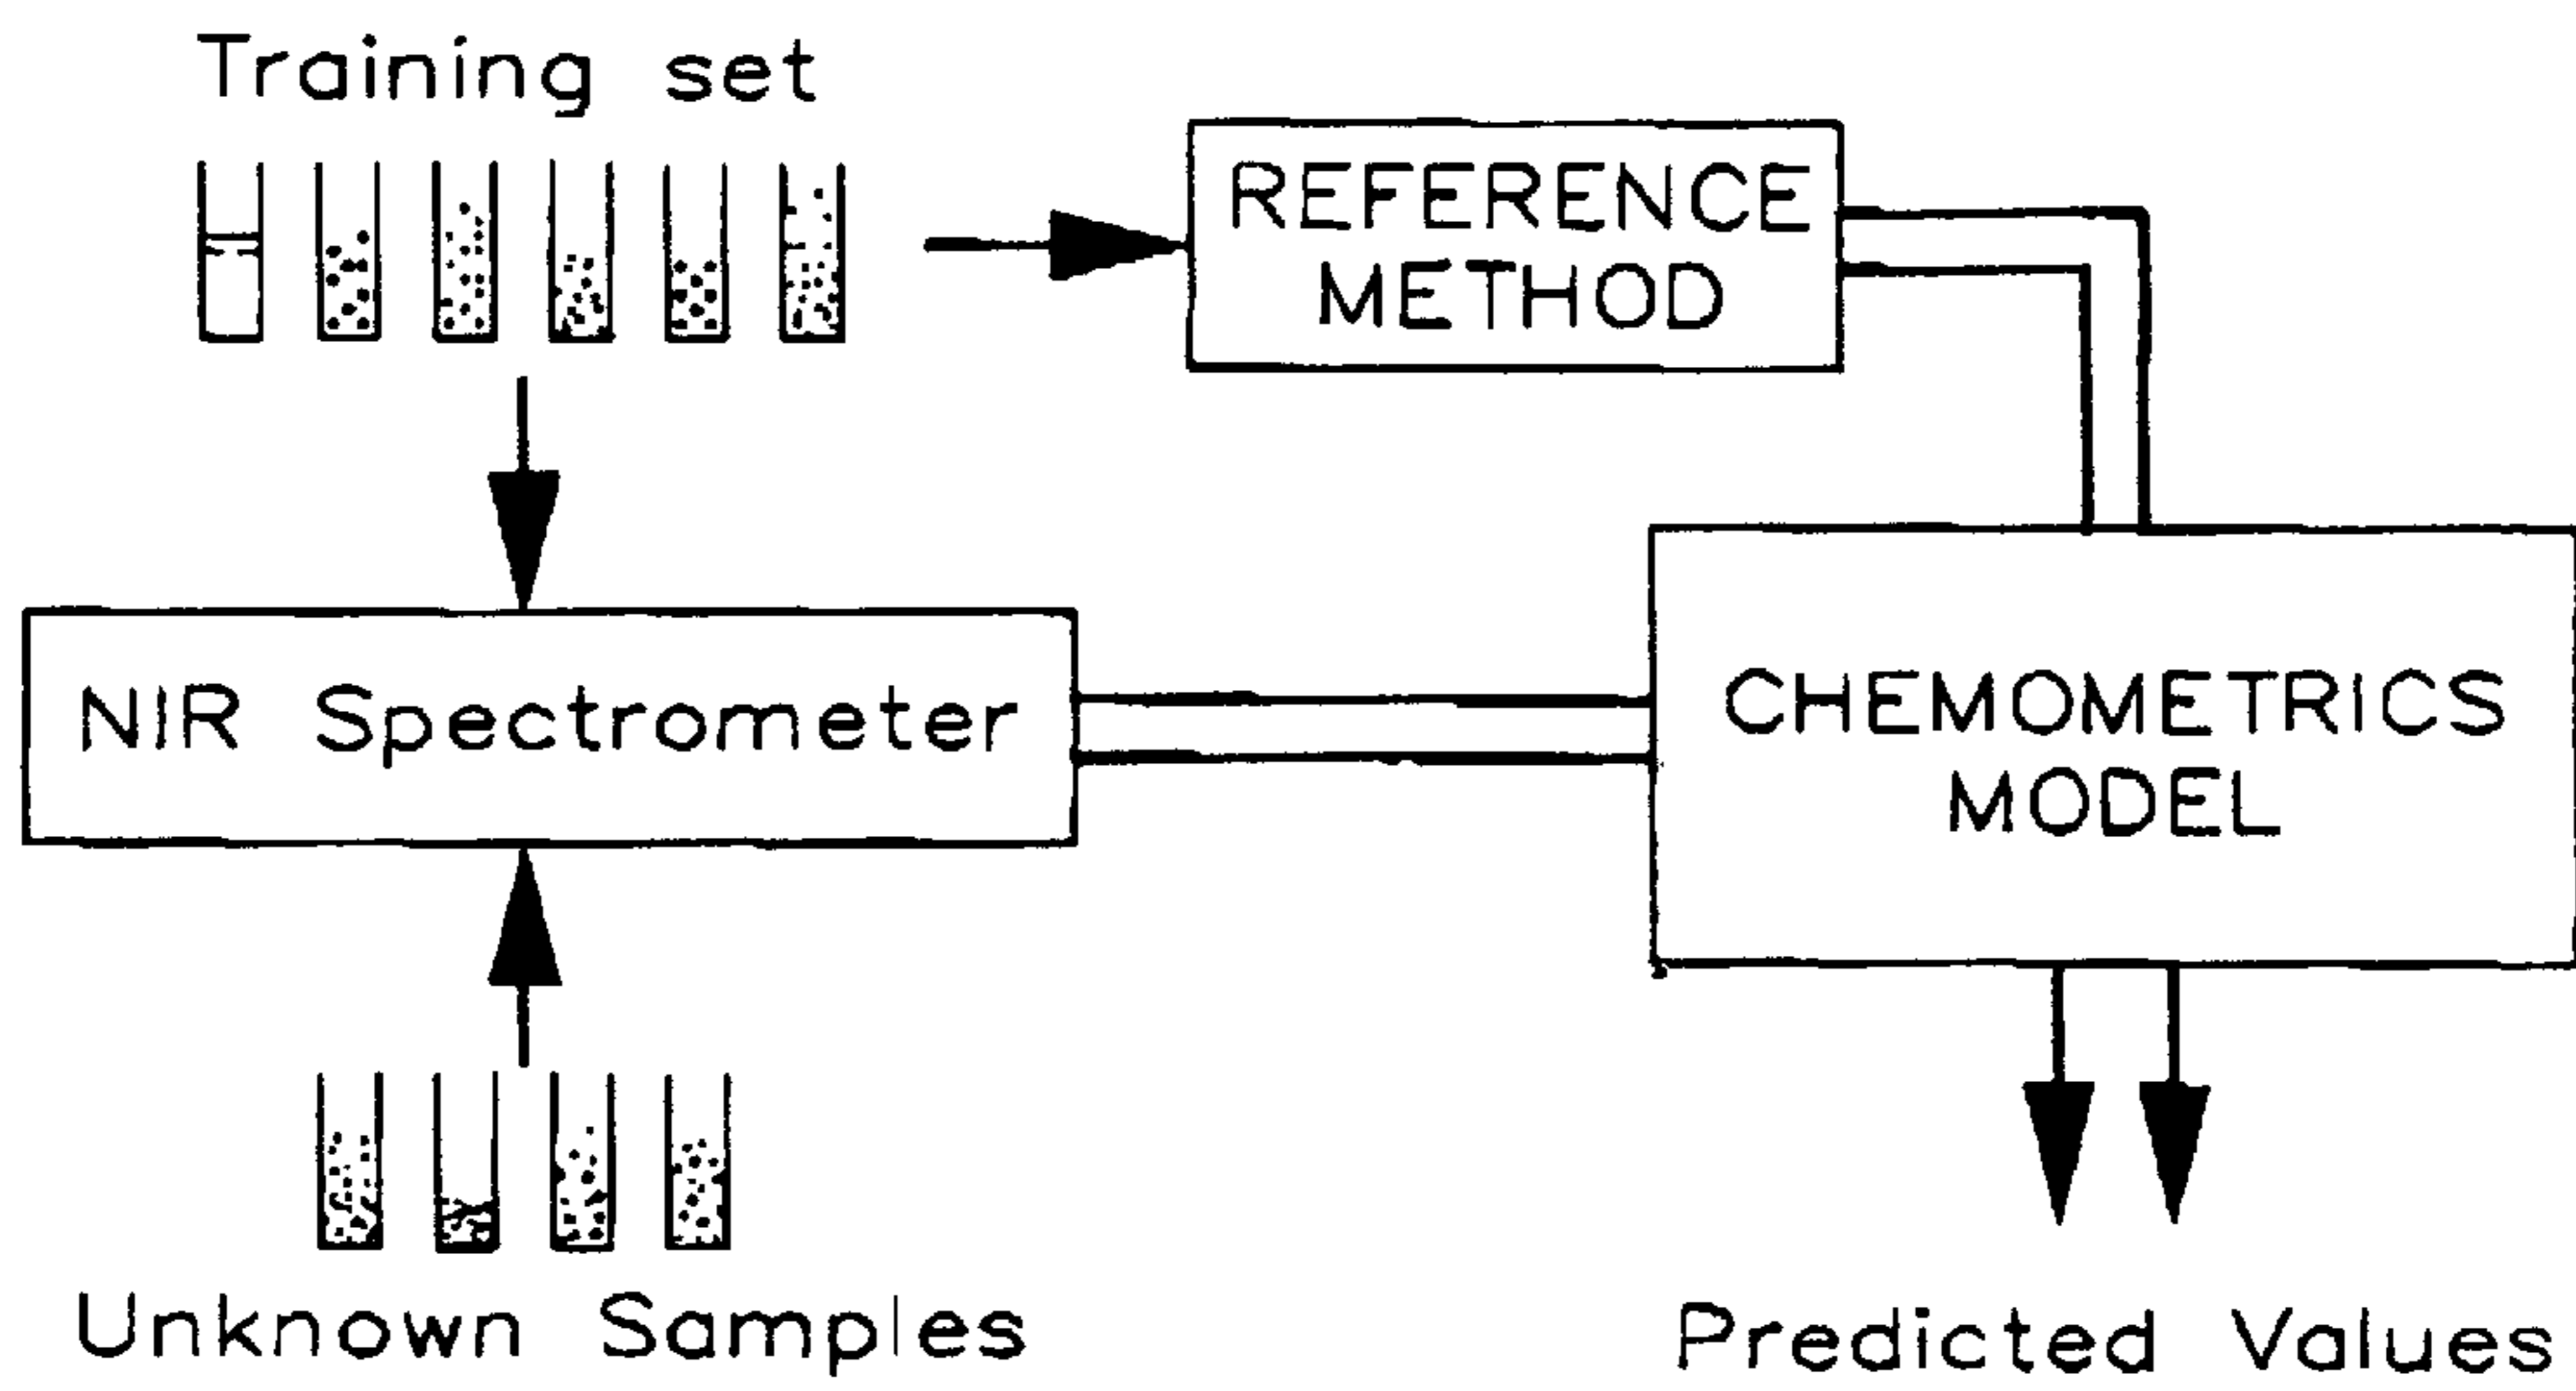 Training set
REFERENCE
METHOD
NIR Spectrometer
CHEMOMETRICS
MODEL
Unknown Samples
Predicted Values